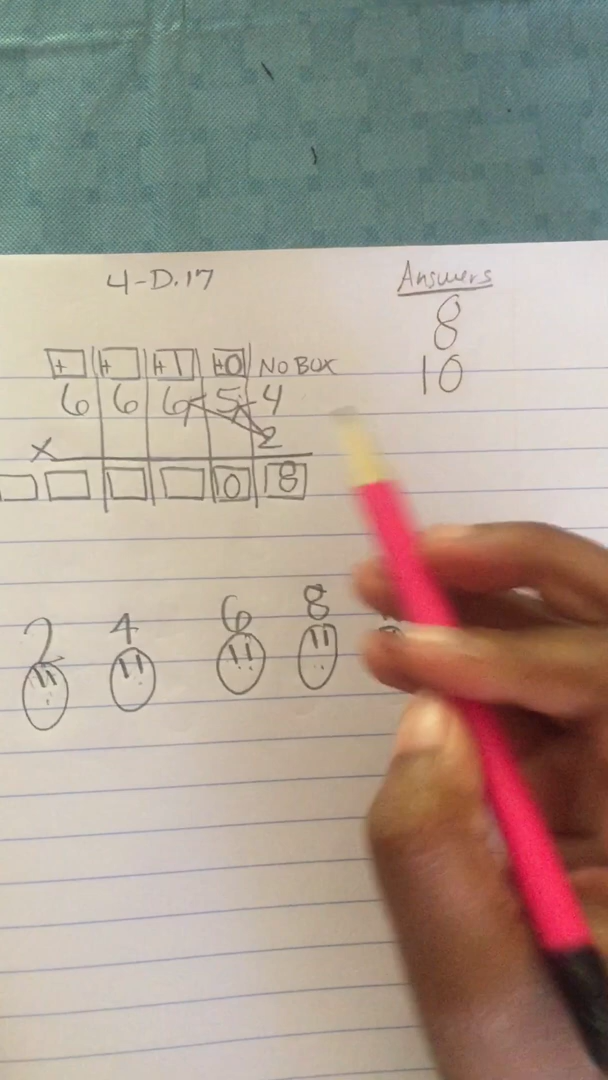 4-D.17
Answers
8
10
+ + +1 +0 NO BOX
6 6 6 5 4
x 2
0 8
2 4 6 8